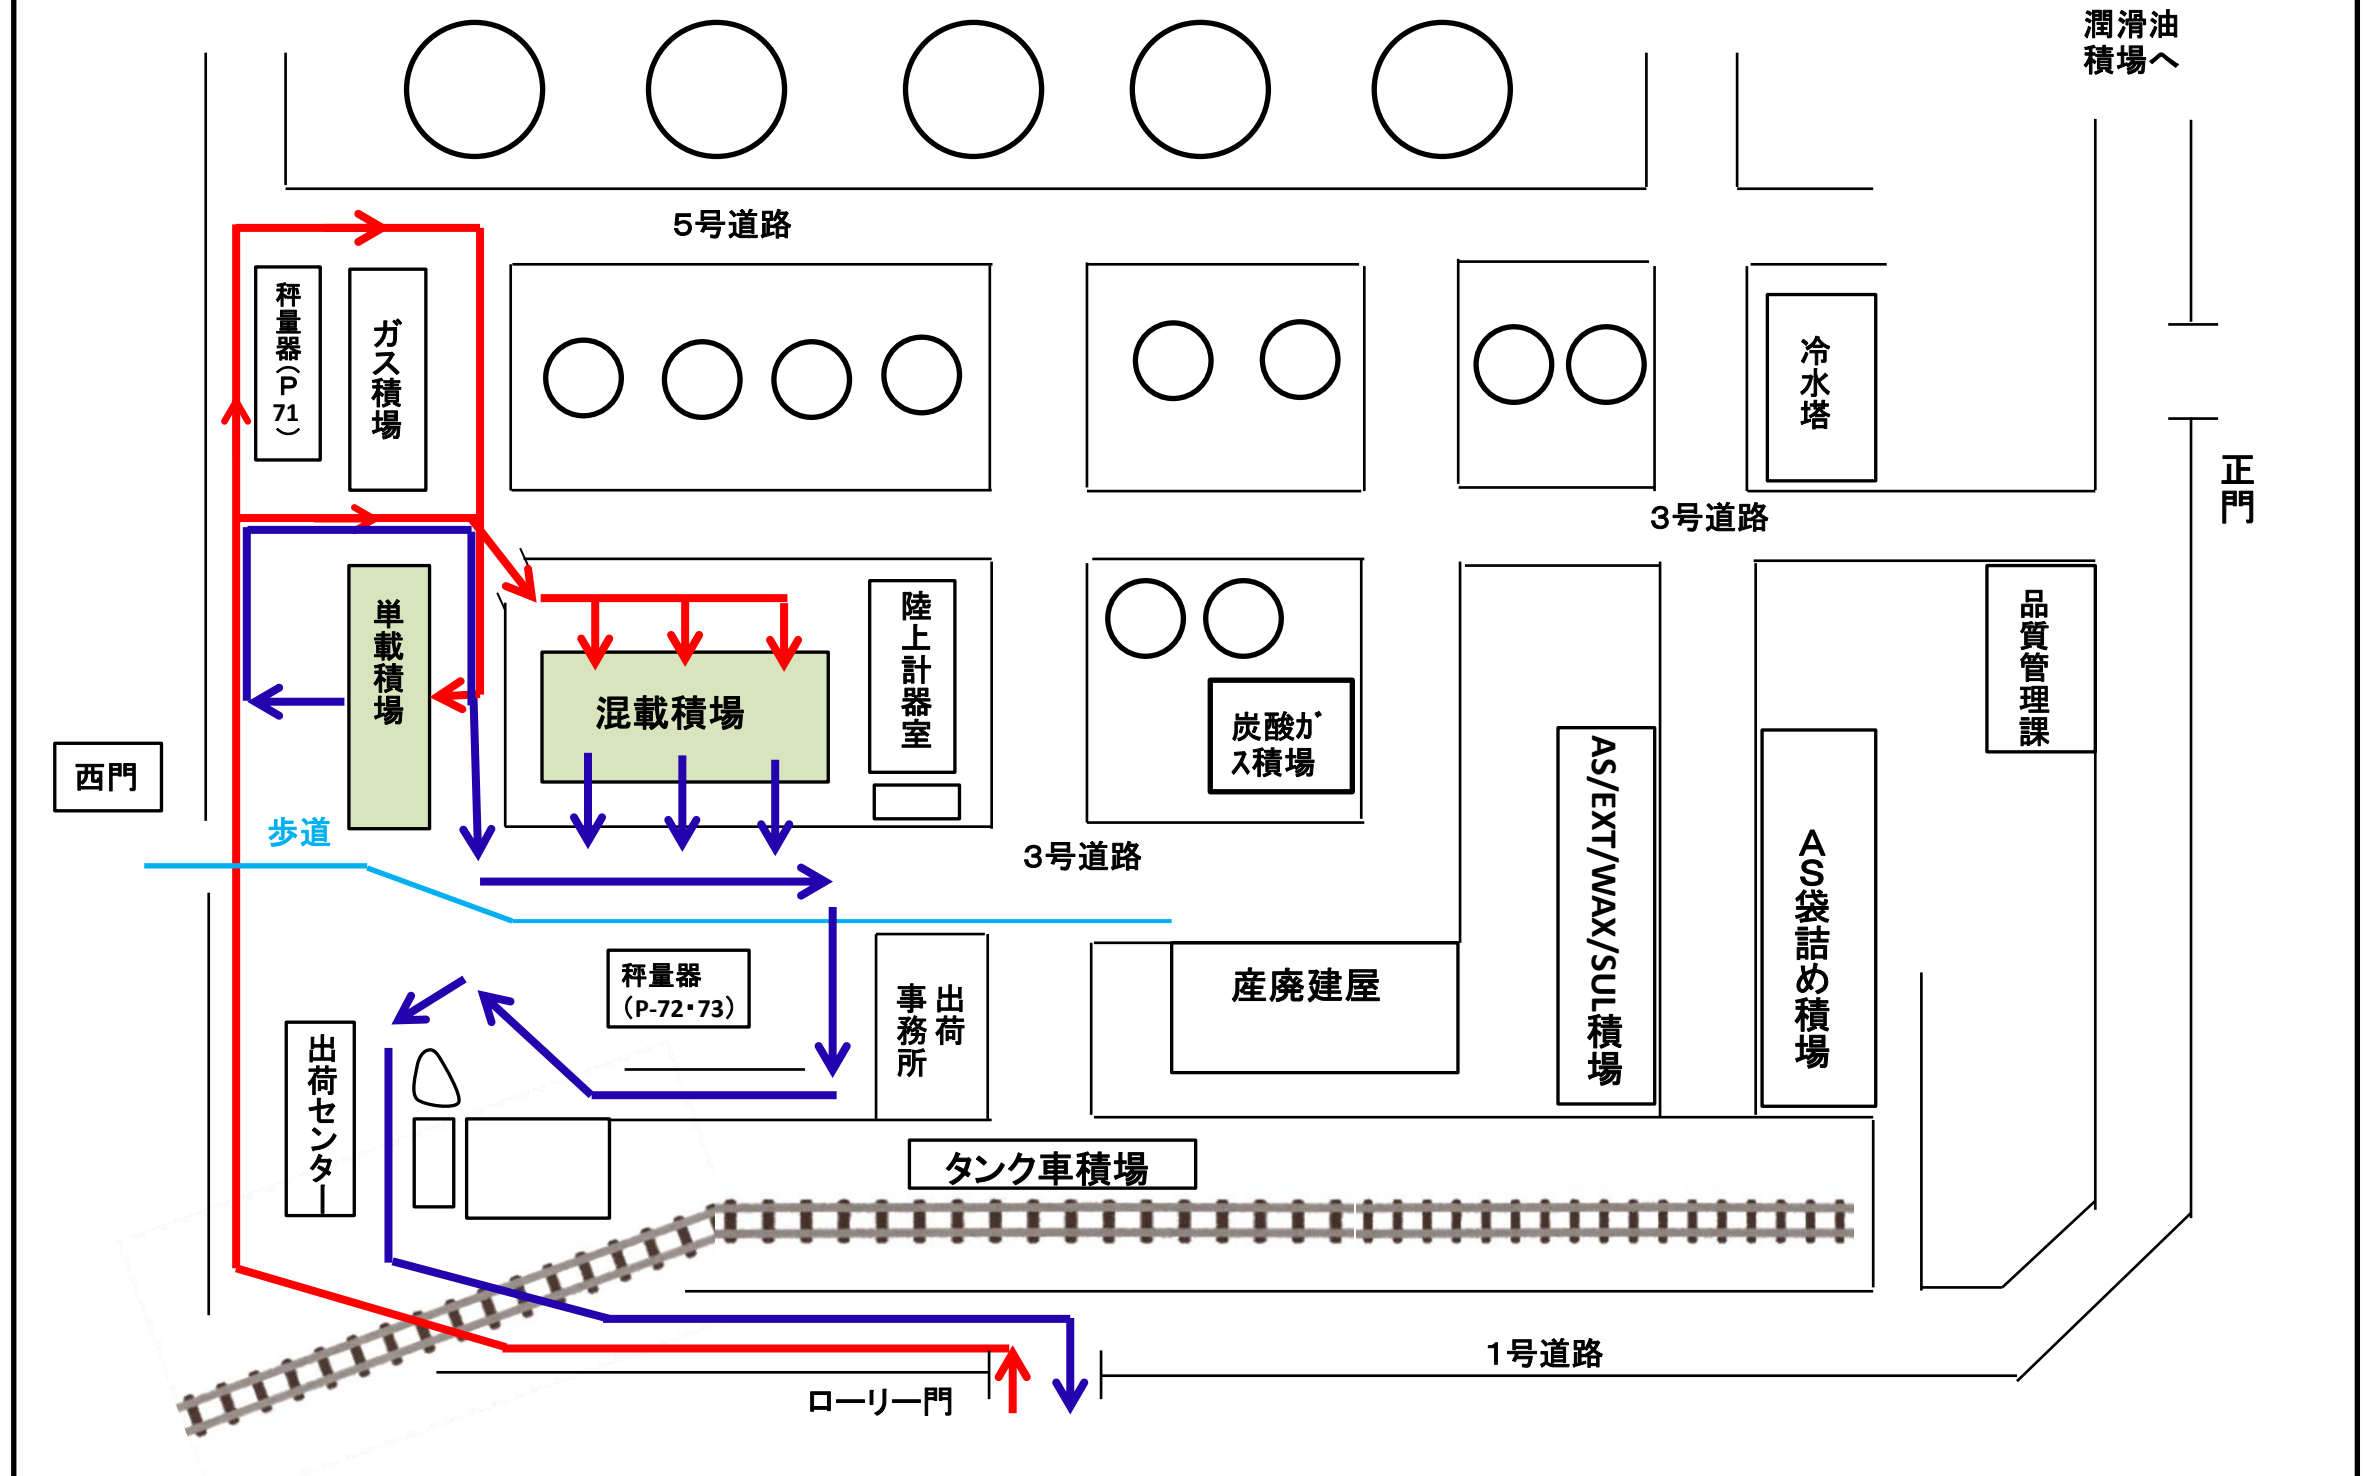 潤滑油
積場へ
５号道路
秤量器（Ｐ71）
ガス積場
冷水塔
正門
３号道路
単載積場
混載積場
陸上計器室
炭酸ｶﾞ
ｽ積場
AS/EXT/WAX/SUL積場
ＡＳ袋詰め積場
品質管理課
西門
歩道
３号道路
秤量器
（P-72・73）
出荷
事務所
産廃建屋
出荷センター
タンク車積場
１号道路
ローリー門